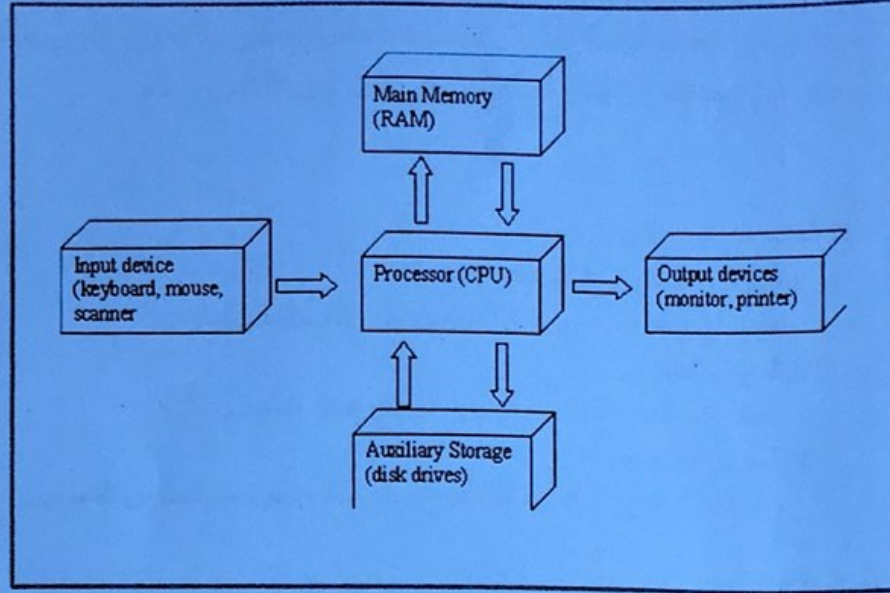 Main Memory
(RAM)
Input device
(keyboard, mouse,
scanner
Processor (CPU)
Output devices
(monitor, printer)
Auxiliary Storage
(disk drives)